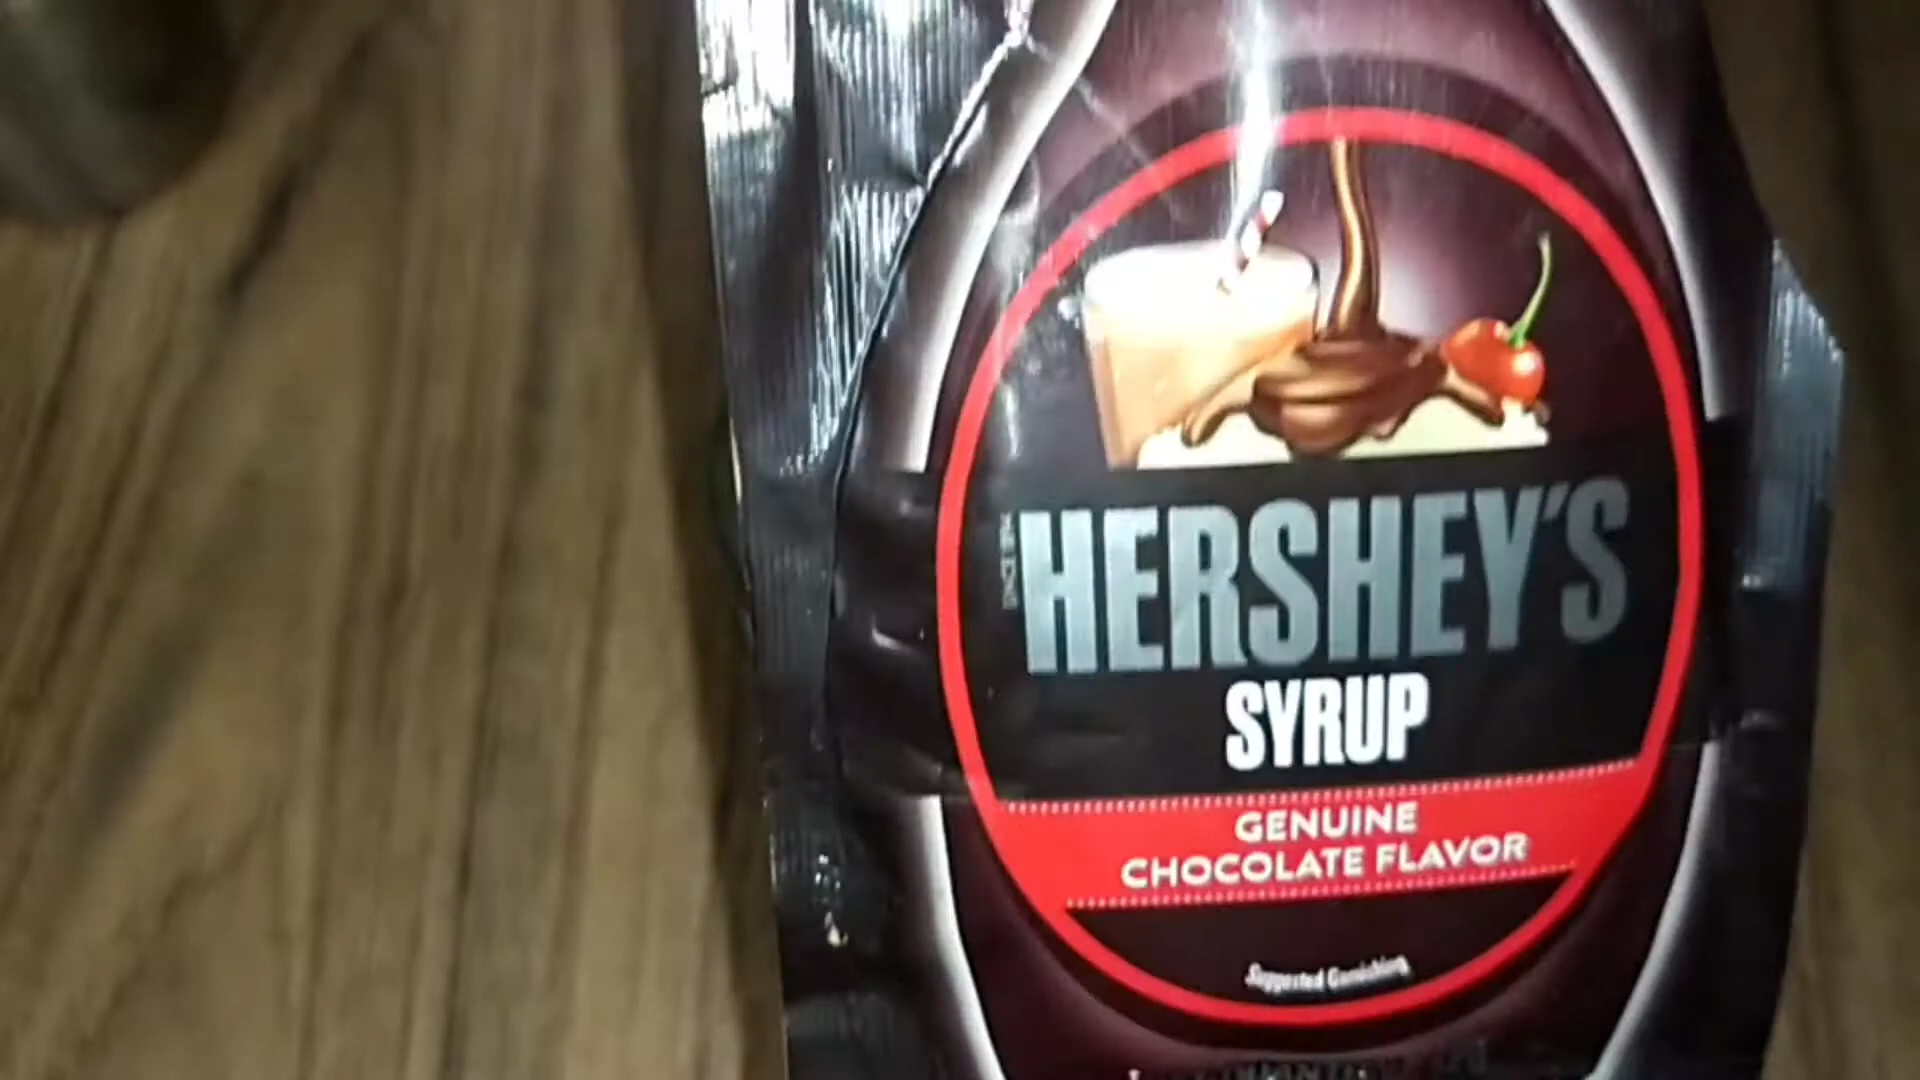 HERSHEY'S
SYRUP
GENUINE
CHOCOLATE FLAVOR
Suggested Garnishing